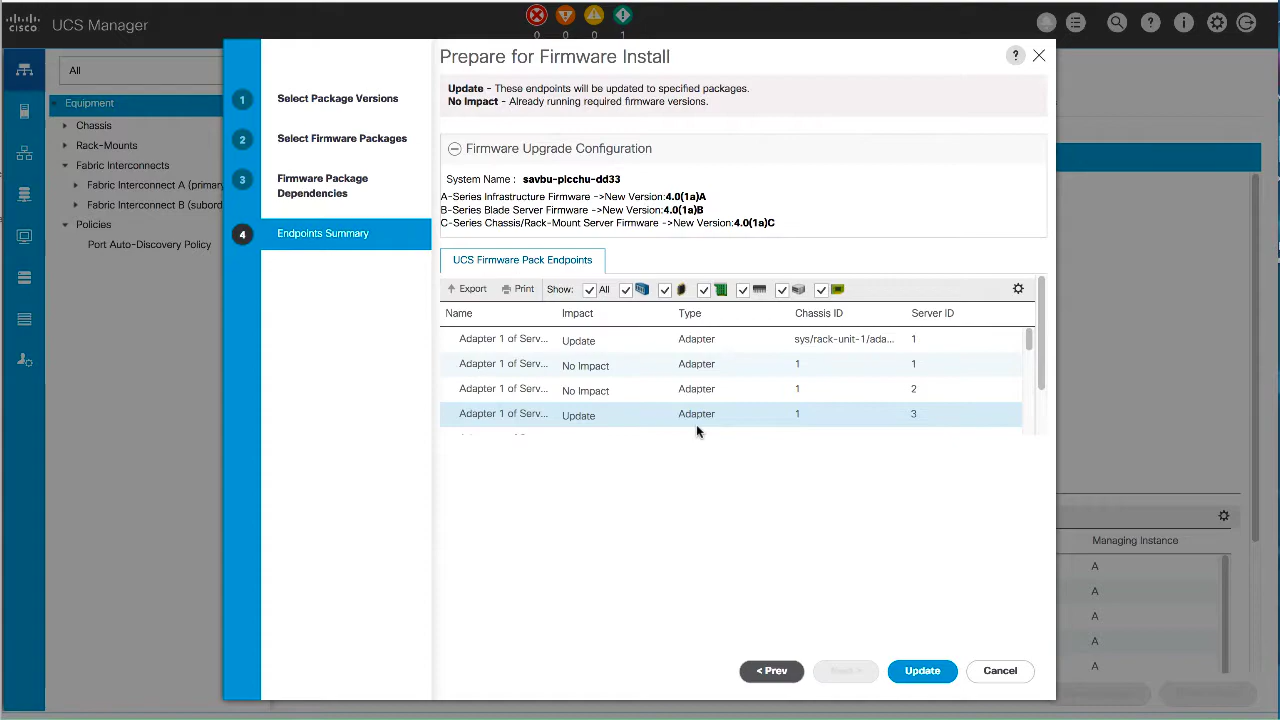 CISCO
UCS Manager
0 0 0 1
All
Equipment
Chassis
Rack-Mounts
Fabric Interconnects
Fabric Interconnect A (primary
Fabric Interconnect B (subord
Policies
Port Auto-Discovery Policy
1 Select Package Versions
2 Select Firmware Packages
3 Firmware Package
Dependencies
4 Endpoints Summary
Prepare for Firmware Install
Update - These endpoints will be updated to specified packages.
No Impact - Already running required firmware versions.
Firmware Upgrade Configuration
System Name : savbu-picchu-dd33
A-Series Infrastructure Firmware ->New Version:4.0(1a)A
B-Series Blade Server Firmware ->New Version:4.0(1a)B
C-Series Chassis/Rack-Mount Server Firmware ->New Version:4.0(1a)C
UCS Firmware Pack Endpoints
Export Print Show: All
Name Impact Type Chassis ID Server ID
Adapter 1 of Serv... Update Adapter sys/rack-unit-1/ada... 1
Adapter 1 of Serv... No Impact Adapter 1 1
Adapter 1 of Serv... No Impact Adapter 1 2
Adapter 1 of Serv... Update Adapter 1 3
Managing Instance
A
A
A
A
A
< Prev Next > Update Cancel